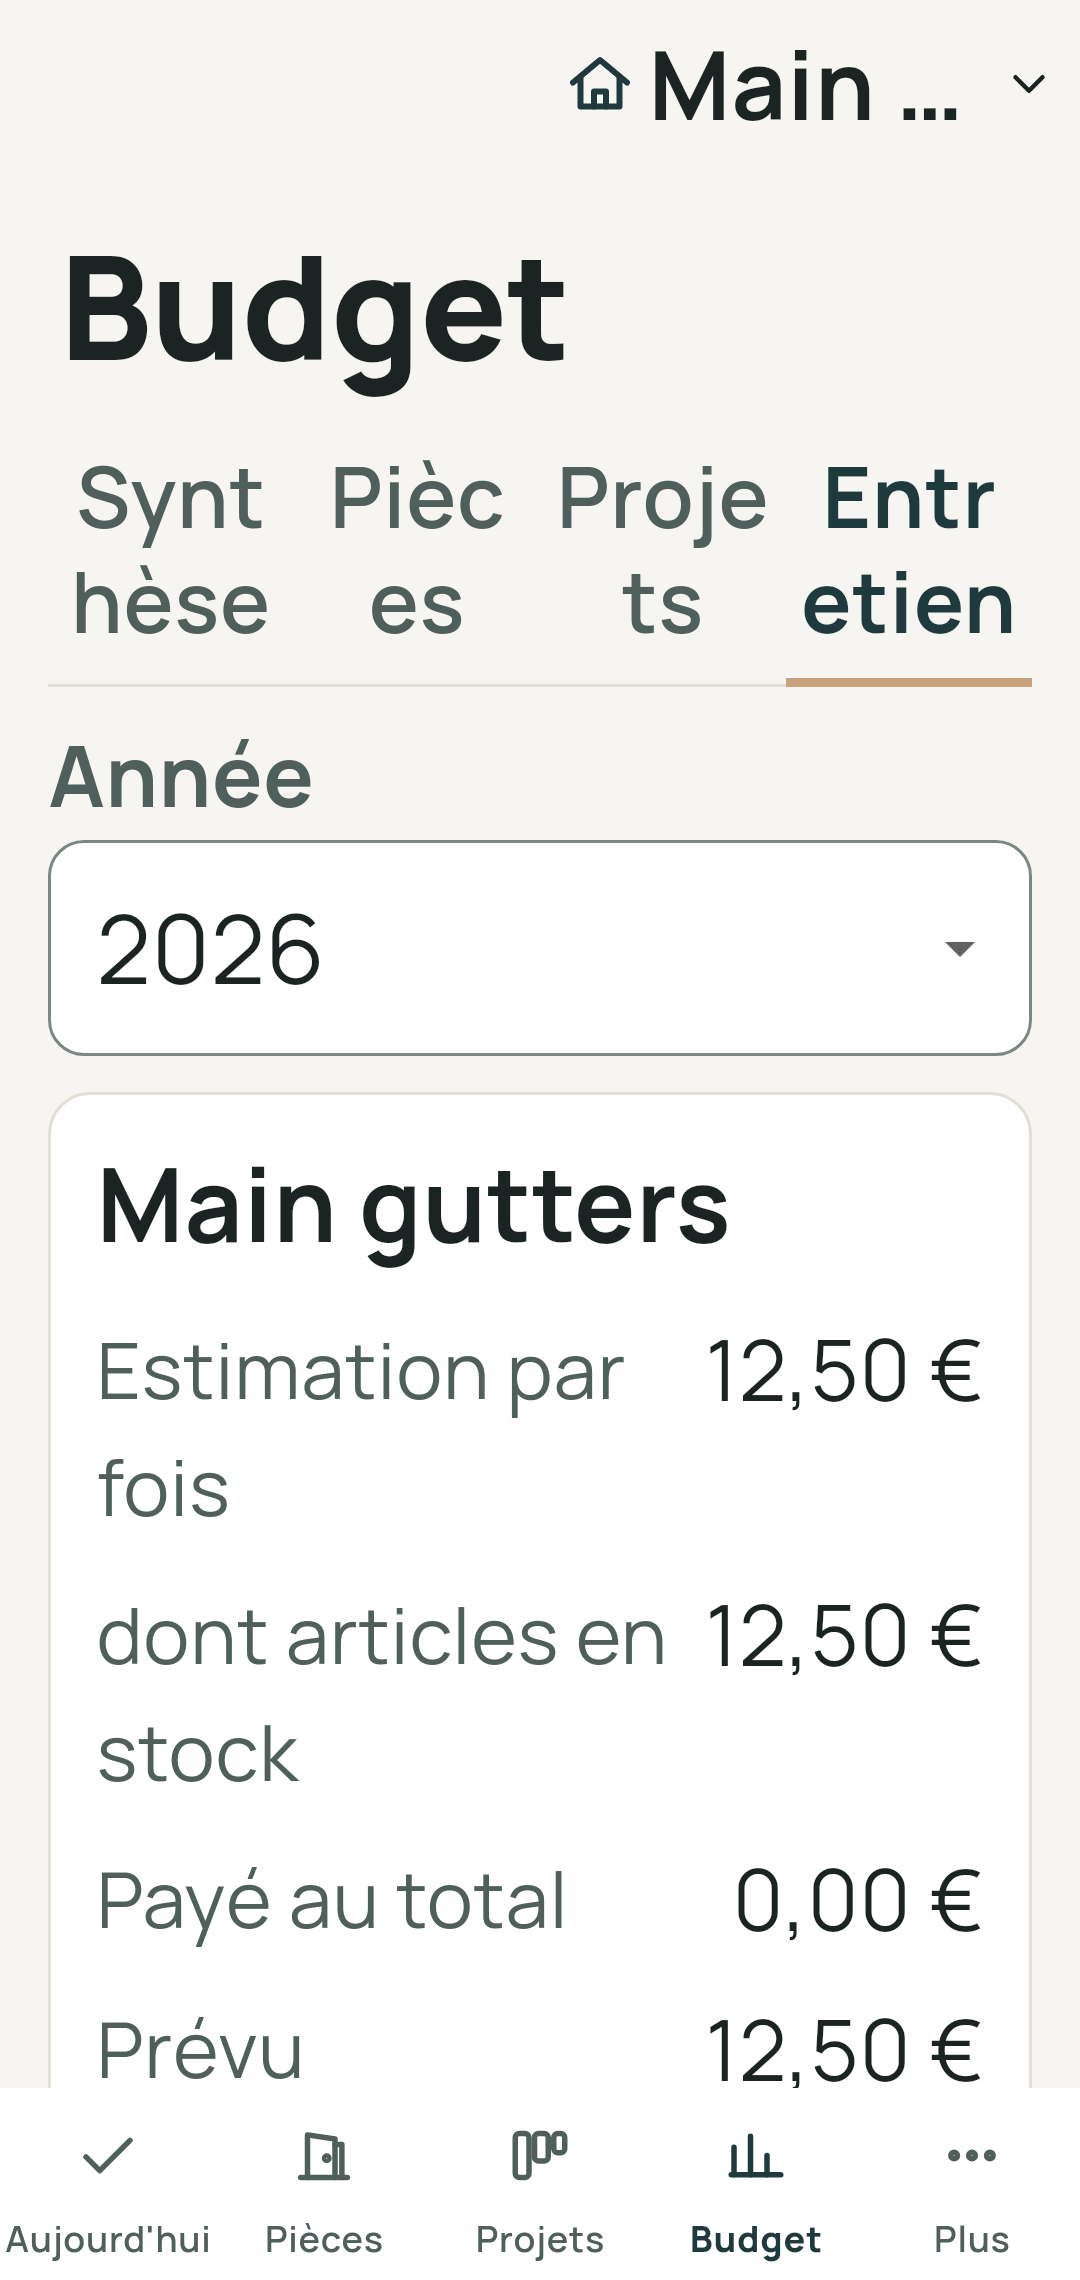 Main ...
Budget
Synt Pièc Proje Entr
hèse es ts etien
Année
2026
Main gutters
Estimation par 12,50 €
fois
dont articles en 12,50 €
stock
Payé au total 0,00 €
Prévu 12,50 €
Aujourd'hui Pièces Projets Budget Plus